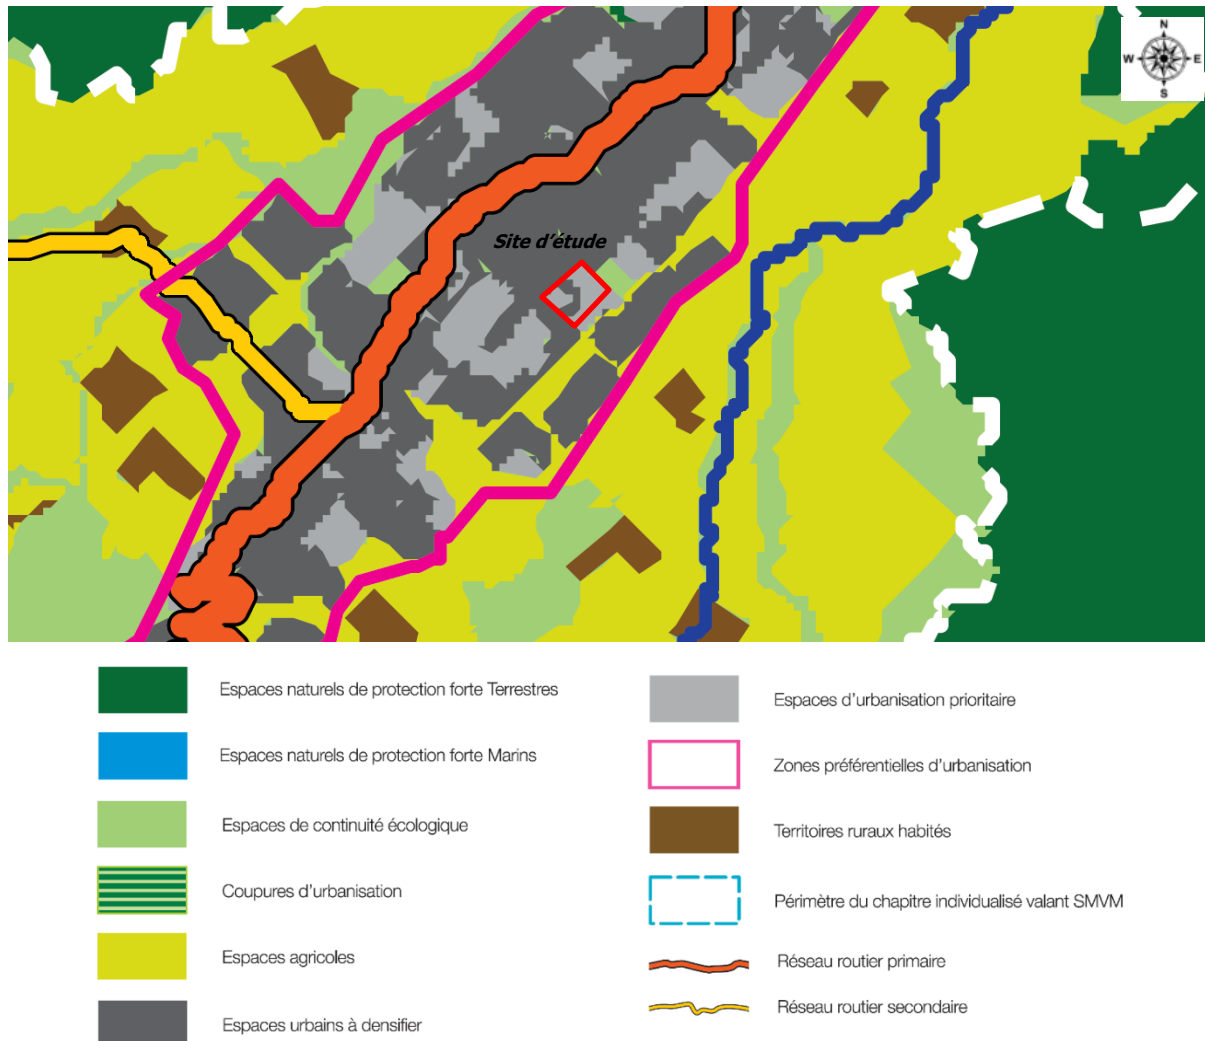 N
W E
S
Site d'étude
Espaces naturels de protection forte Terrestres
Espaces naturels de protection forte Marins
Espaces de continuité écologique
Coupures d'urbanisation
Espaces agricoles
Espaces urbains à densifier
Espaces d'urbanisation prioritaire
Zones préférentielles d'urbanisation
Territoires ruraux habités
Périmètre du chapitre individualisé valant SMVM
Réseau routier primaire
Réseau routier secondaire